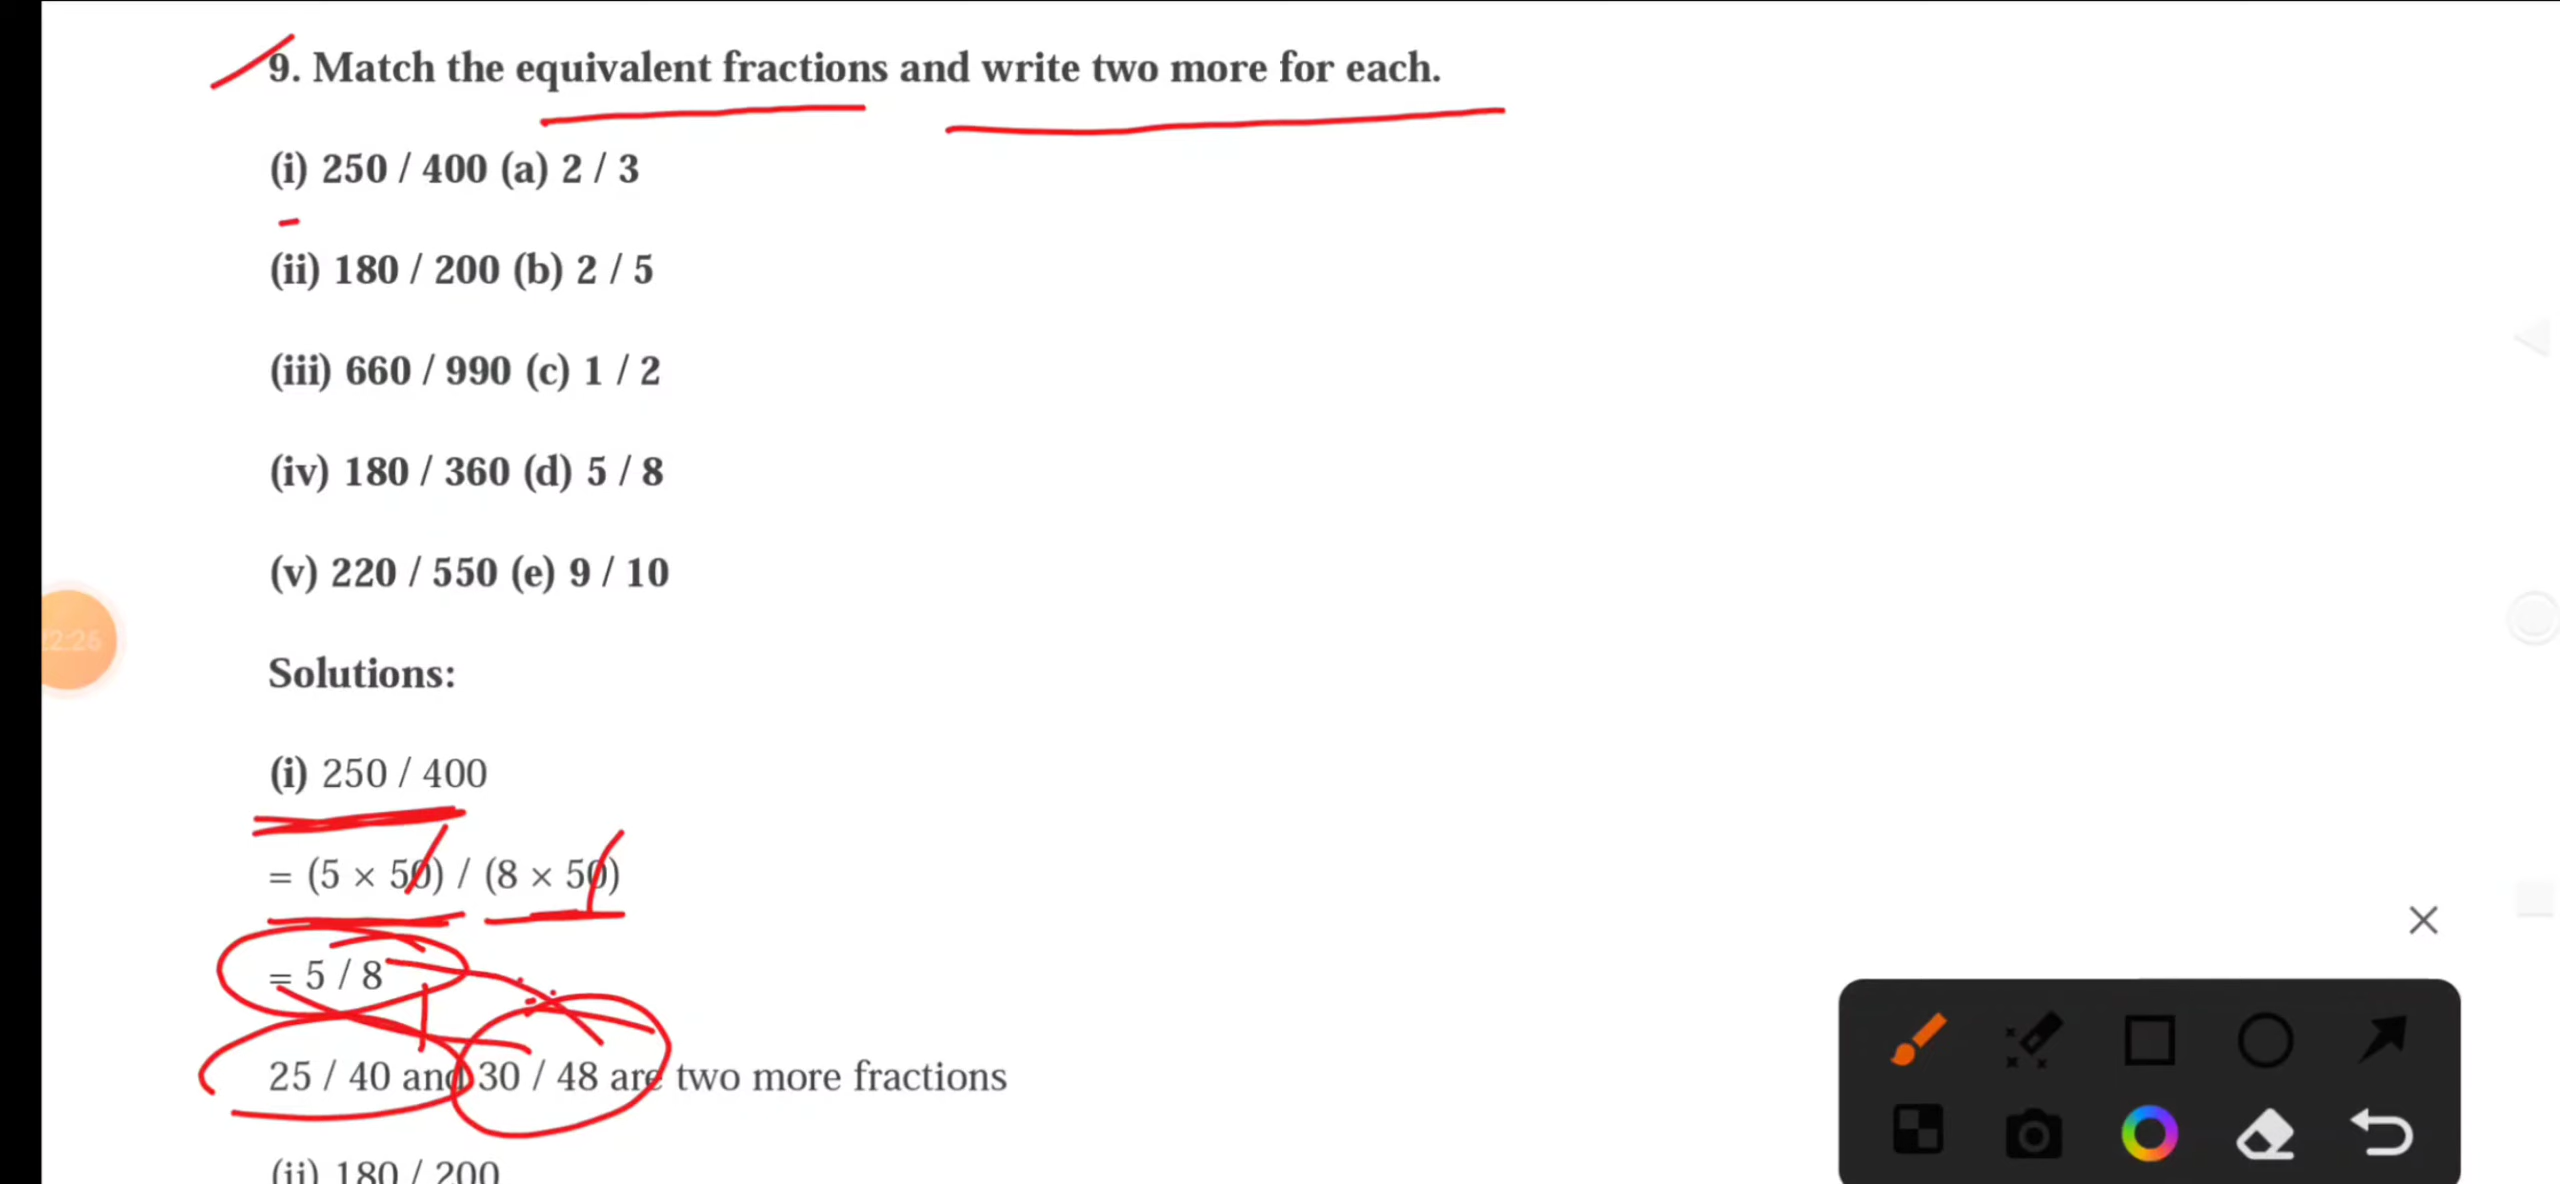 9. Match the equivalent fractions and write two more for each.
(i) 250 / 400 (a) 2 / 3
(ii) 180 / 200 (b) 2 / 5
(iii) 660 / 990 (c) 1 / 2
(iv) 180 / 360 (d) 5 / 8
(v) 220 / 550 (e) 9 / 10
22:26
Solutions:
(i) 250 / 400
= (5 × 50) / (8 × 50)
= 5 / 8
25 / 40 and 30 / 48 are two more fractions
(ii) 180 / 200